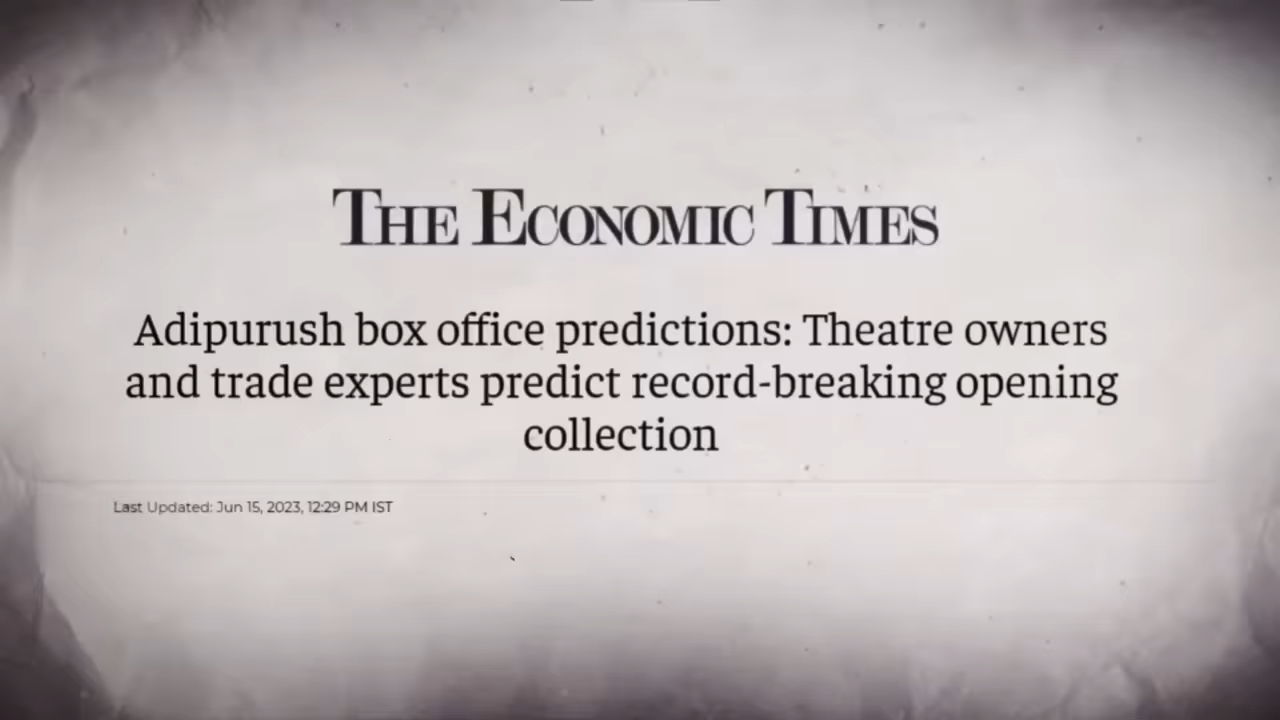 THE ECONOMIC TIMES
Adipurush box office predictions: Theatre owners
and trade experts predict record-breaking opening
collection
Last Updated: Jun 15, 2023, 12:29 PM IST